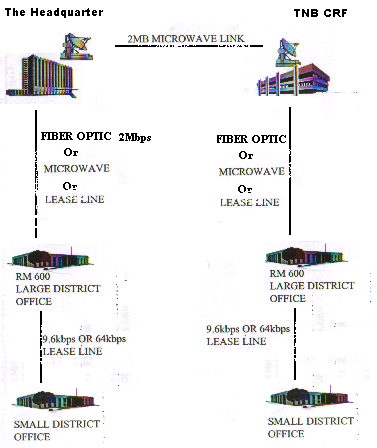 The Headquarter
TNB CRF
2MB MICROWAVE LINK
FIBER OPTIC 2Mbps
Or
MICROWAVE
Or
LEASE LINE
FIBER OPTIC
Or
MICROWAVE
Or
LEASE LINE
RM 600
LARGE DISTRICT
OFFICE
RM 600
LARGE DISTRICT
OFFICE
9.6kbps OR 64kbps
LEASE LINE
9.6kbps OR 64kbps
LEASE LINE
SMALL DISTRICT
OFFICE
SMALL DISTRICT
OFFICE